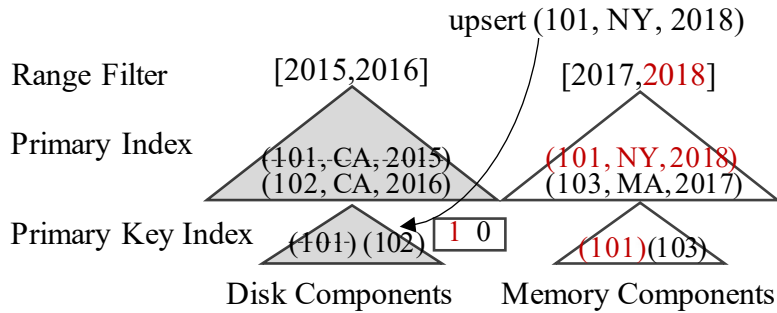 upsert (101, NY, 2018)
Range Filter [2015,2016] [2017,2018]
Primary Index (101, CA, 2015) (101, NY, 2018)
(102, CA, 2016) (103, MA, 2017)
Primary Key Index (101) (102) 1 0 (101)(103)
Disk Components Memory Components